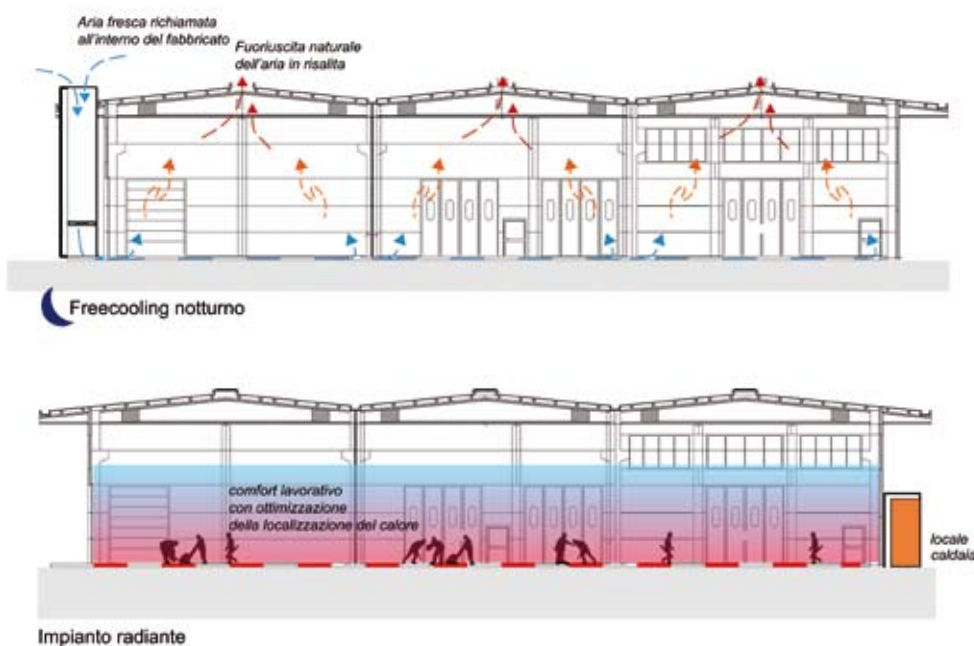 Aria fresca richiamata
all'interno del fabbricato
Fuoriuscita naturale
dell'aria in risalita
Freecooling notturno
comfort lavorativo
con ottimizzazione
della localizzazione del calore
locale
caldaia
Impianto radiante